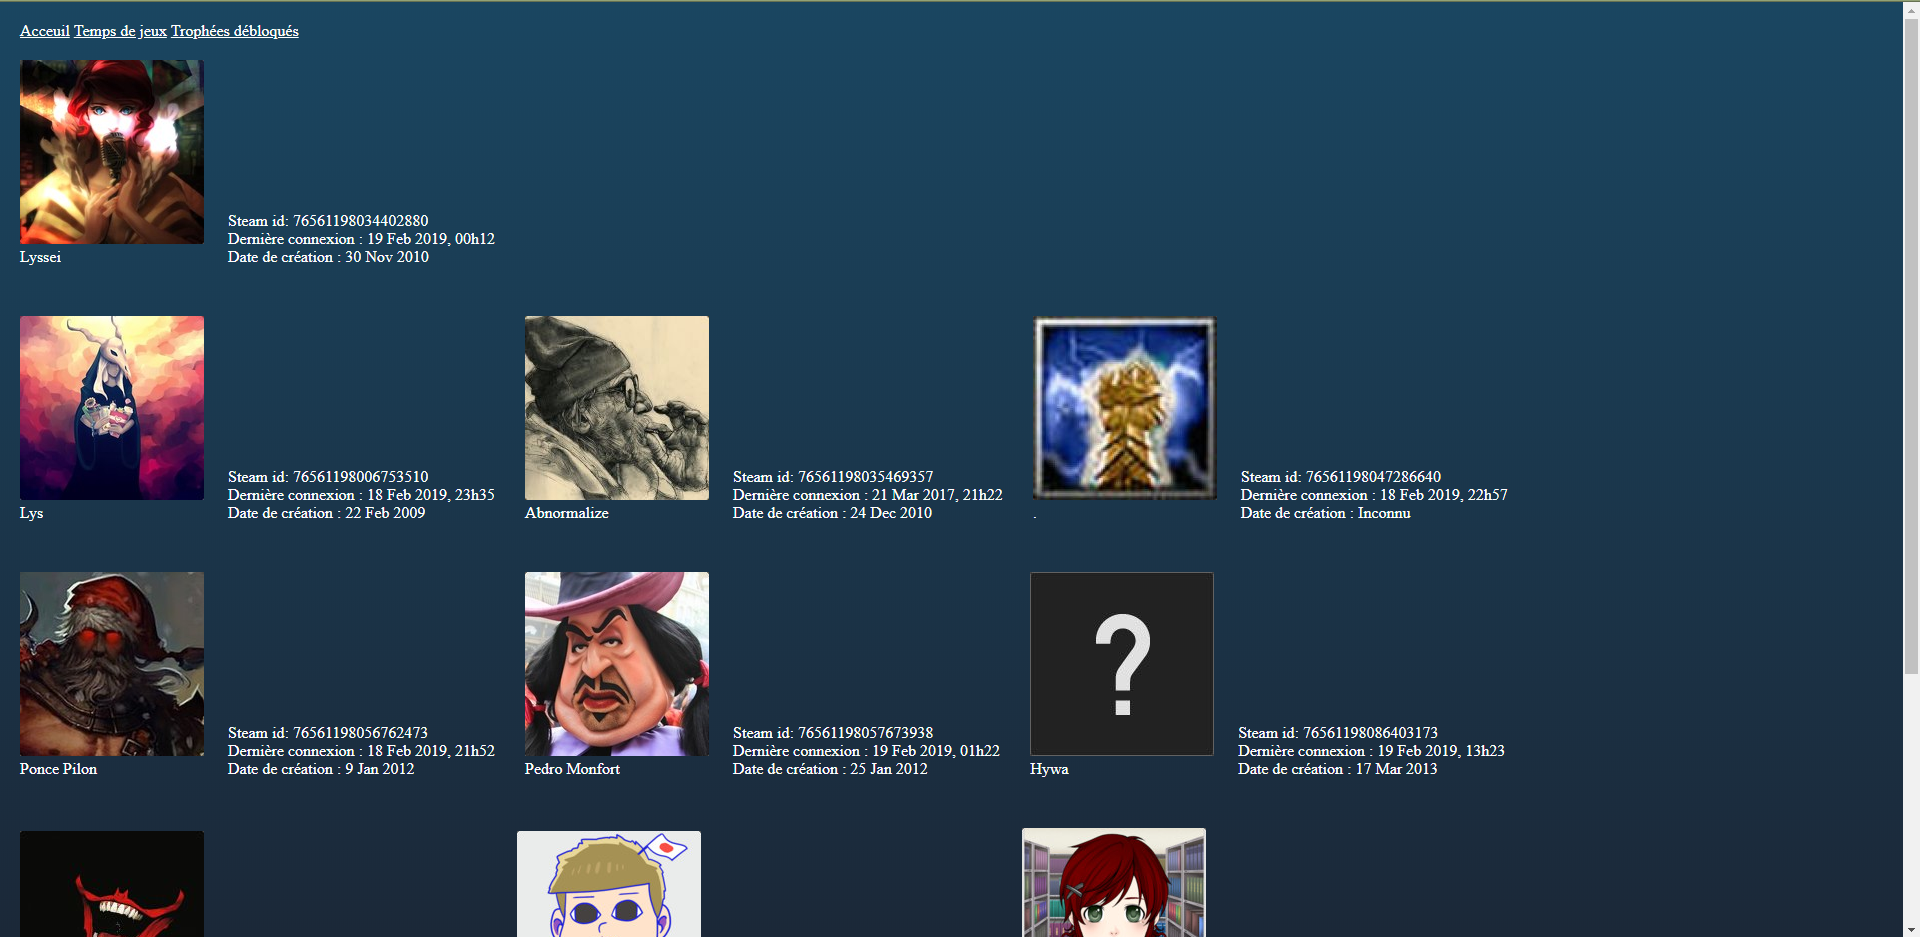 Acceuil Temps de jeux Trophées débloqués
Steam id: 76561198034402880
Dernière connexion : 19 Feb 2019, 00h12
Lyssei Date de création : 30 Nov 2010
Steam id: 76561198006753510 Steam id: 76561198035469357 Steam id: 76561198047286640
Dernière connexion : 18 Feb 2019, 23h35 Dernière connexion : 21 Mar 2017, 21h22 Dernière connexion : 18 Feb 2019, 22h57
Lys Date de création : 22 Feb 2009 Abnormalize Date de création : 24 Dec 2010 . Date de création : Inconnu
?
Steam id: 76561198056762473 Steam id: 76561198057673938 Steam id: 76561198086403173
Dernière connexion : 18 Feb 2019, 21h52 Dernière connexion : 19 Feb 2019, 01h22 Dernière connexion : 19 Feb 2019, 13h23
Ponce Pilon Date de création : 9 Jan 2012 Pedro Monfort Date de création : 25 Jan 2012 Hywa Date de création : 17 Mar 2013